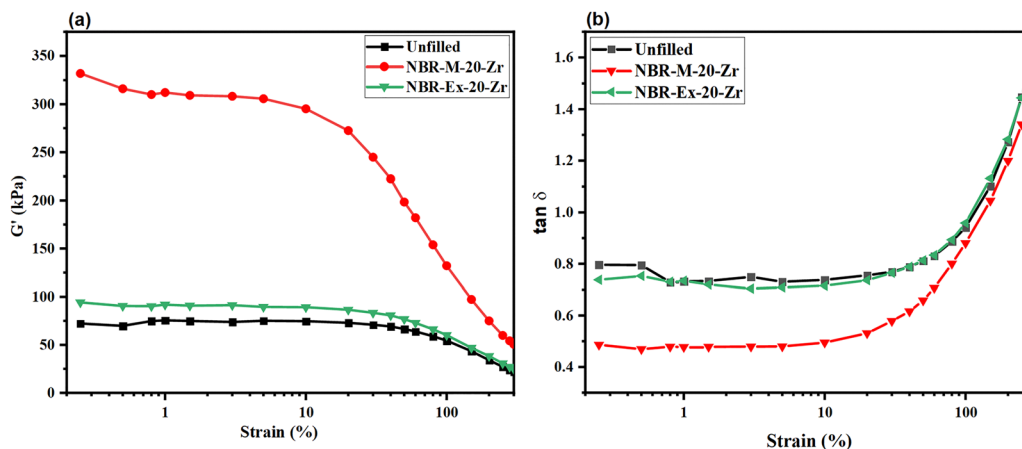 (a)
Unfilled
NBR-M-20-Zr
NBR-Ex-20-Zr
350
300
250
200
150
100
50
0
G' (kPa)
1
10
100
Strain (%)
(b)
Unfilled
NBR-M-20-Zr
NBR-Ex-20-Zr
1.6
1.4
1.2
1.0
0.8
0.6
0.4
tan δ
1
10
100
Strain (%)